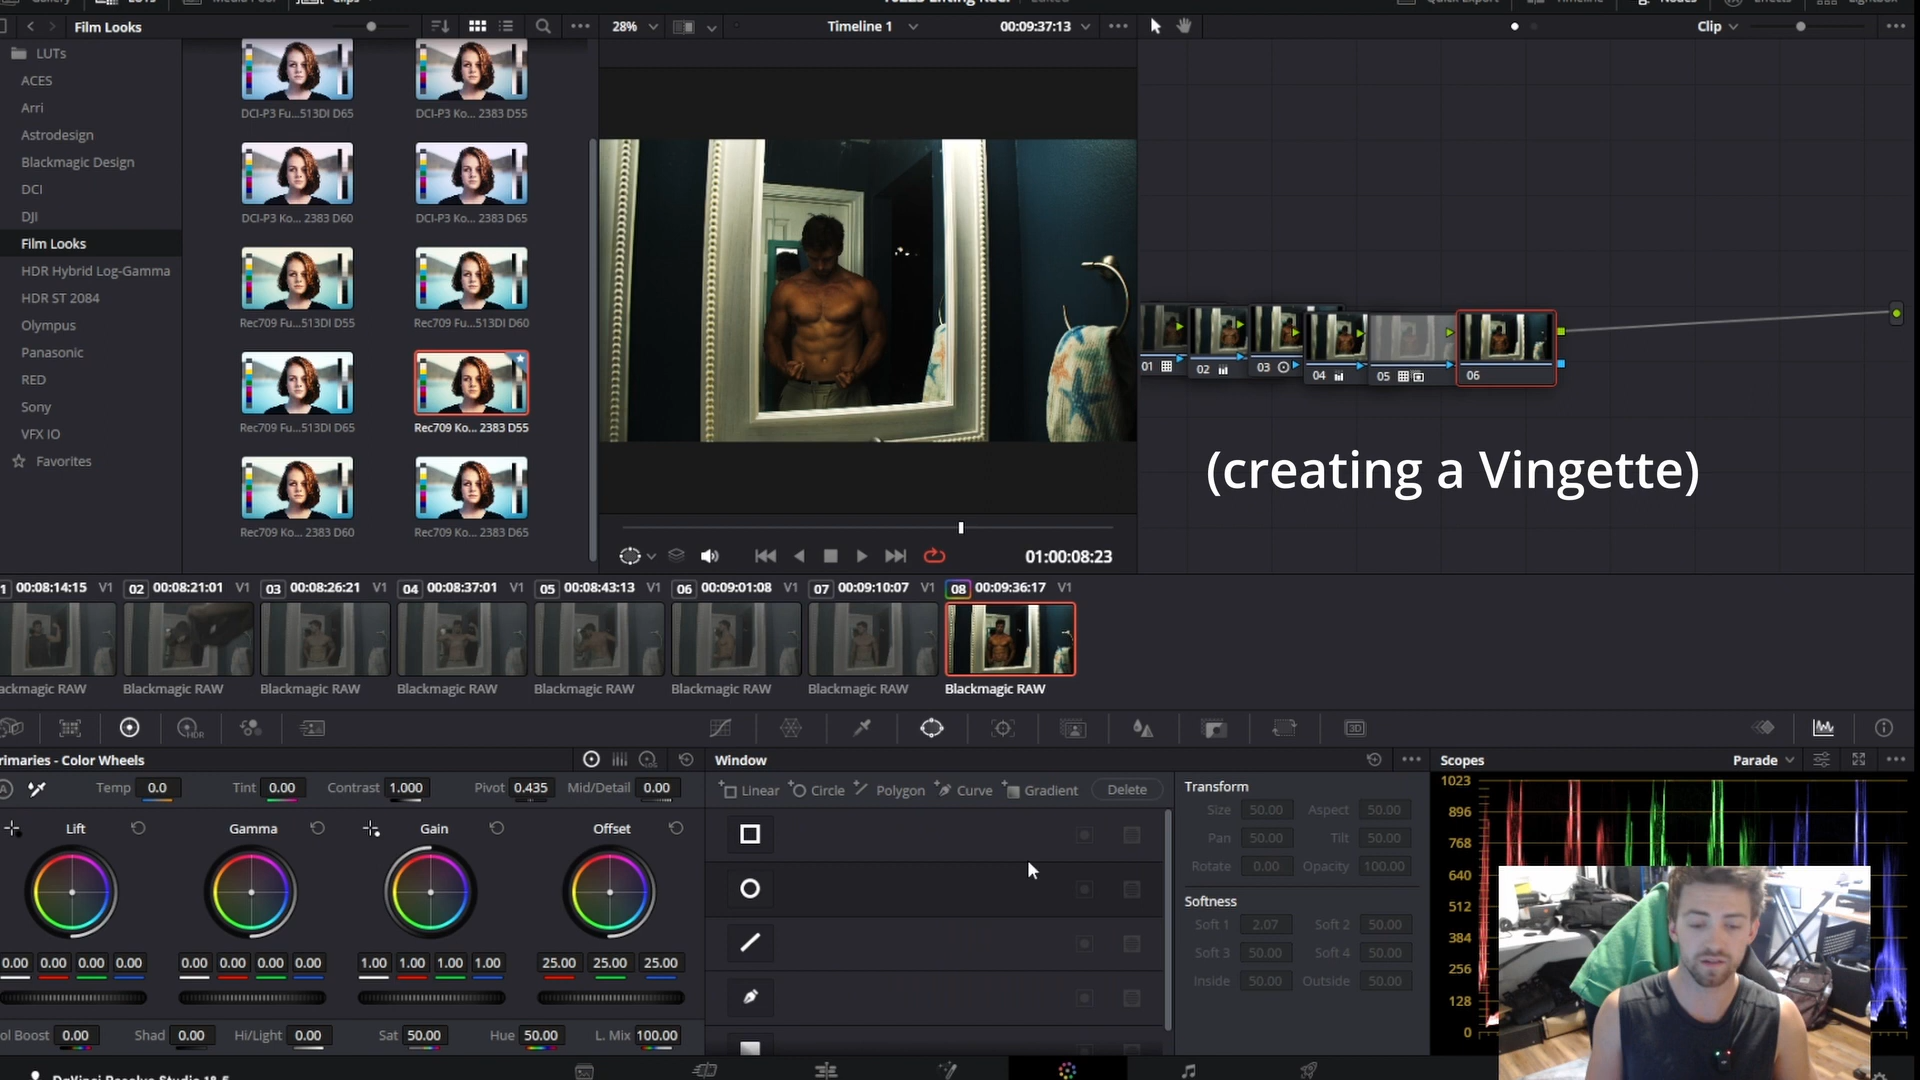 Film Looks
28%
Timeline 1
00:09:37:13
Clip
LUTs
ACES
Arri
Astrodesign
Blackmagic Design
DCI
DJI
Film Looks
HDR Hybrid Log-Gamma
HDR ST 2084
Olympus
Panasonic
RED
Sony
VFX IO
Favorites
DCI-P3 Fu...513DI D65
DCI-P3 Ko... 2383 D55
DCI-P3 Ko... 2383 D60
DCI-P3 Ko... 2383 D65
Rec709 Fu...513DI D55
Rec709 Fu...513DI D60
Rec709 Fu...513DI D65
Rec709 Ko... 2383 D55
Rec709 Ko... 2383 D60
Rec709 Ko... 2383 D65
01:00:08:23
01
02
03
04
05
06
(creating a Vingette)
1 00:08:14:15 V1
02 00:08:21:01 V1
03 00:08:26:21 V1
04 00:08:37:01 V1
05 00:08:43:13 V1
06 00:09:01:08 V1
07 00:09:10:07 V1
08 00:09:36:17 V1
ackmagic RAW
Blackmagic RAW
Blackmagic RAW
Blackmagic RAW
Blackmagic RAW
Blackmagic RAW
Blackmagic RAW
Blackmagic RAW
HDR
3D
rimaries - Color Wheels
LOG
Temp 0.0 Tint 0.00 Contrast 1.000 Pivot 0.435 Mid/Detail 0.00
Lift
Gamma
Gain
Offset
0.00 0.00 0.00 0.00
0.00 0.00 0.00 0.00
1.00 1.00 1.00 1.00
25.00 25.00 25.00
ol Boost 0.00 Shad 0.00 Hi/Light 0.00 Sat 50.00 Hue 50.00 L. Mix 100.00
Window
Linear Circle Polygon Curve Gradient Delete
Transform
Size 50.00 Aspect 50.00
Pan 50.00 Tilt 50.00
Rotate 0.00 Opacity 100.00
Softness
Soft 1 2.07 Soft 2 50.00
Soft 3 50.00 Soft 4 50.00
Inside 50.00 Outside 50.00
Scopes
Parade
1023
896
768
640
512
384
256
128
0
DaVinci Resolve Studio 18.5